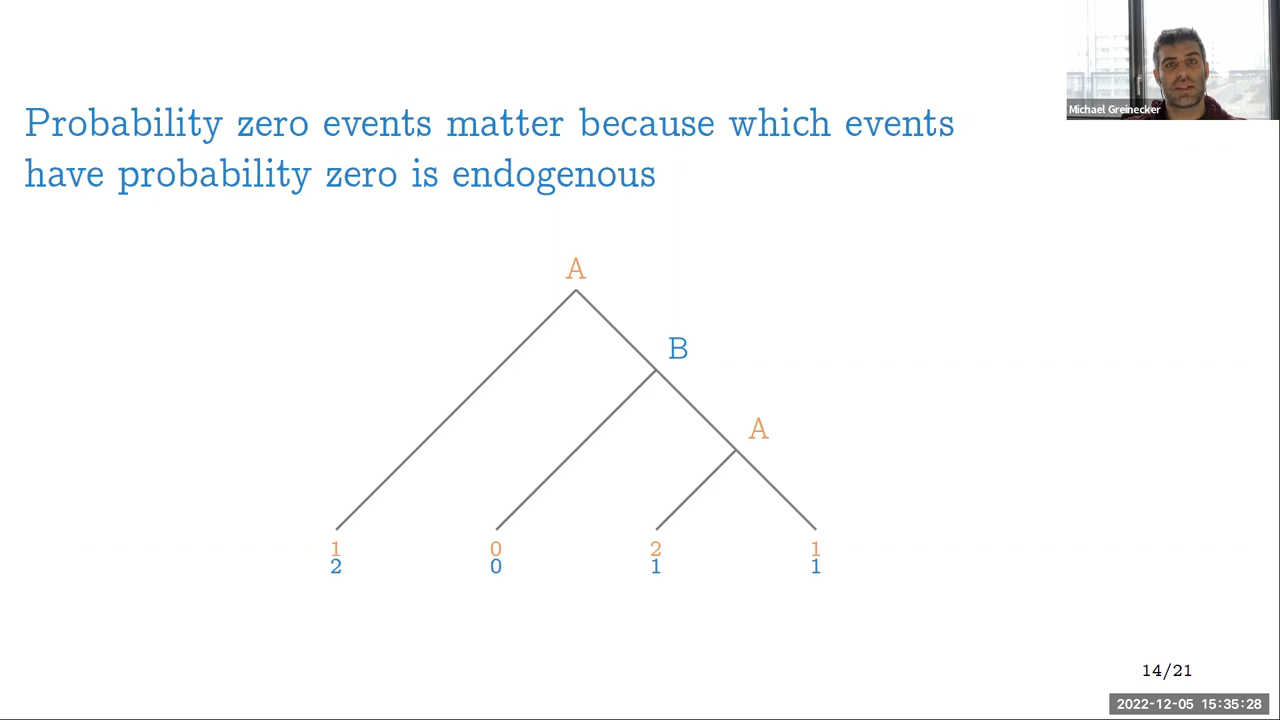 Michael Greinecker
Probability zero events matter because which events
have probability zero is endogenous
A
B
A
1 0 2 1
2 0 1 1
14/21
2022-12-05 15:35:28